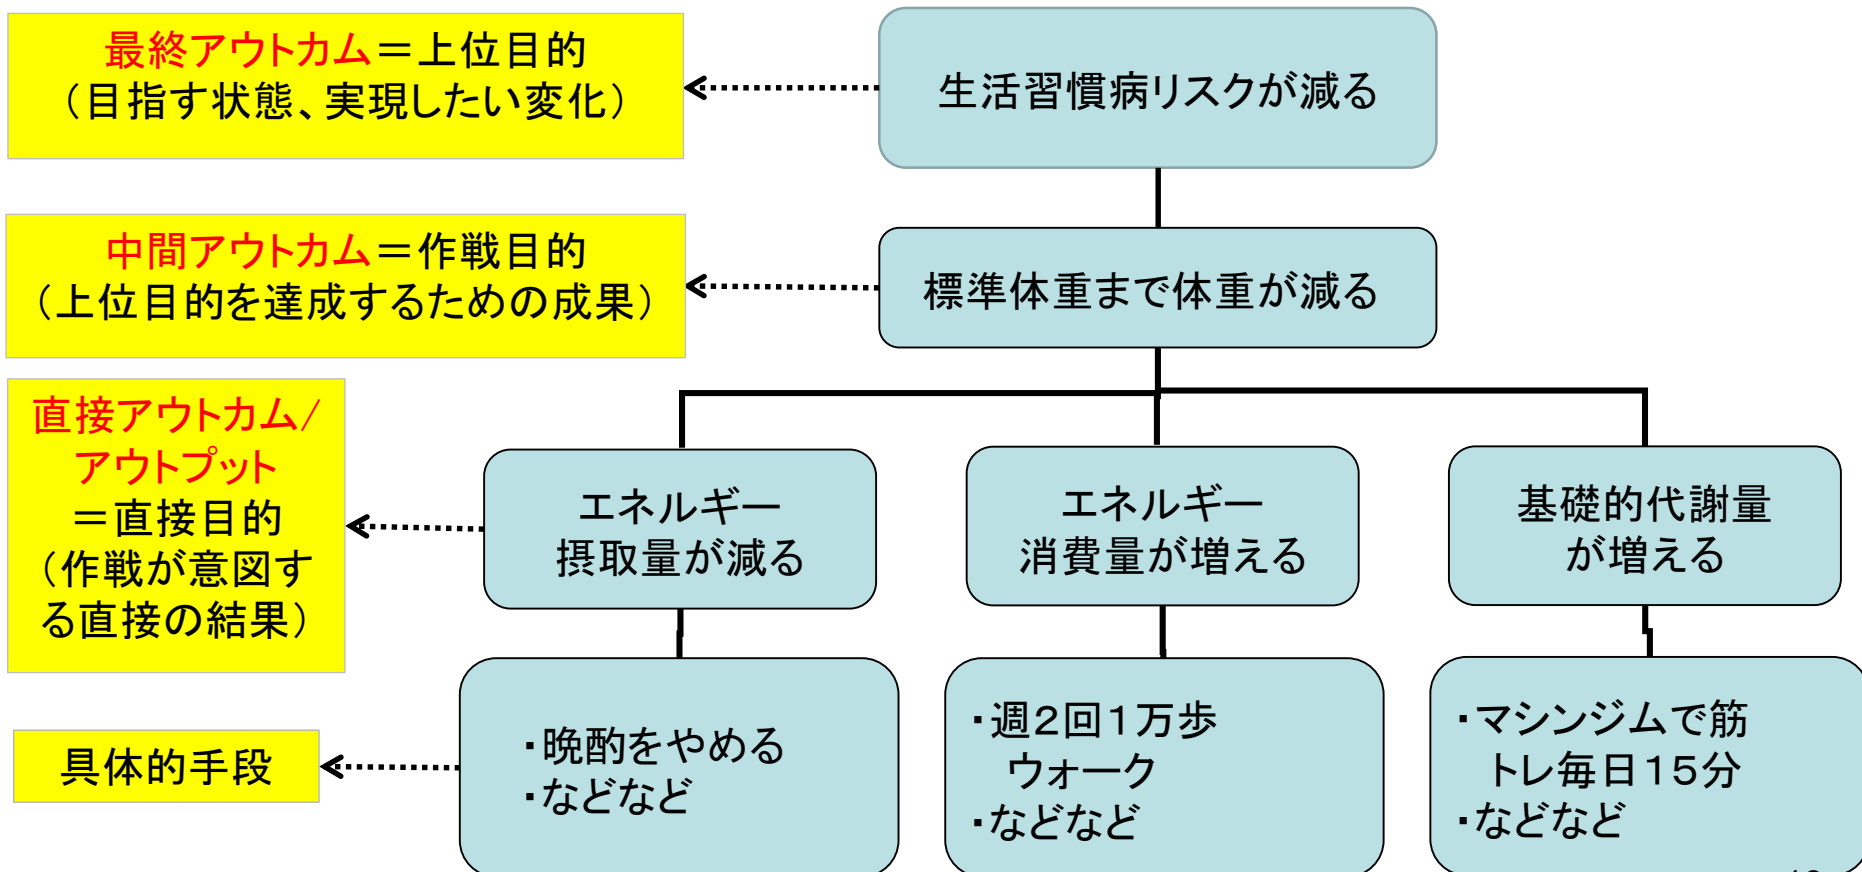 最終アウトカム＝上位目的
（目指す状態、実現したい変化）
生活習慣病リスクが減る
中間アウトカム＝作戦目的
（上位目的を達成するための成果）
標準体重まで体重が減る
直接アウトカム/
アウトプット
＝直接目的
（作戦が意図す
る直接の結果）
エネルギー
摂取量が減る
エネルギー
消費量が増える
基礎的代謝量
が増える
具体的手段
・晩酌をやめる
・などなど
・週２回１万歩
ウォーク
・などなど
・マシンジムで筋
トレ毎日１５分
・などなど